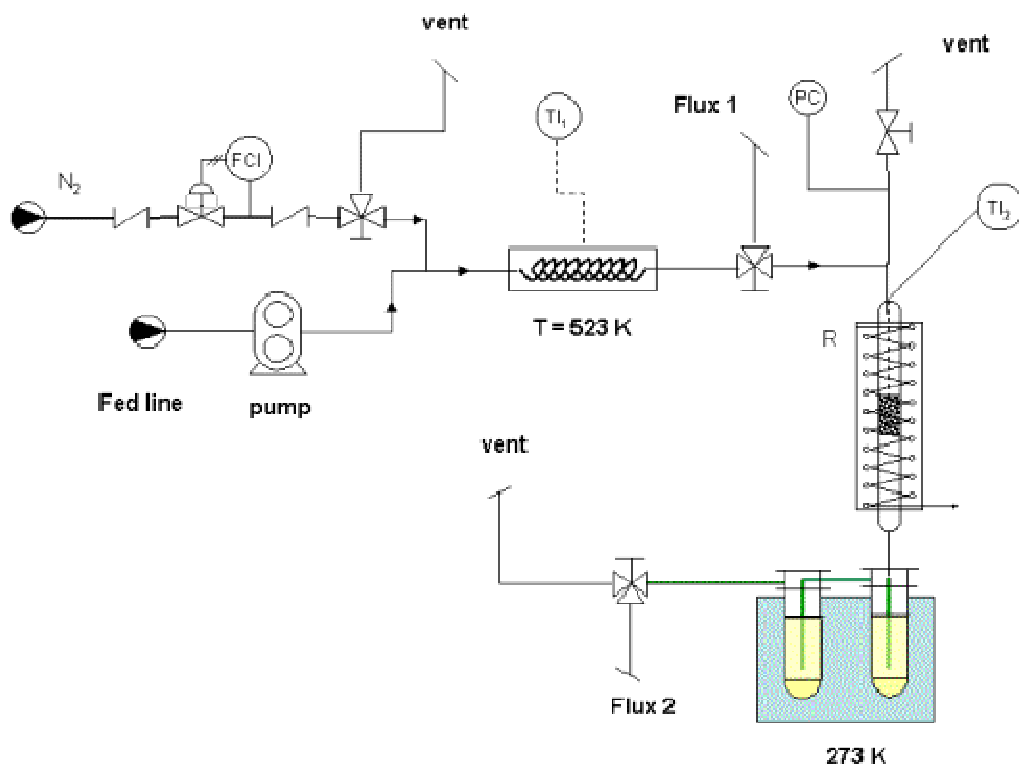 vent
vent
Flux 1
PC
TI1
FCI
N2
TI2
T = 523 K
R
Fed line
pump
vent
Flux 2
273 K